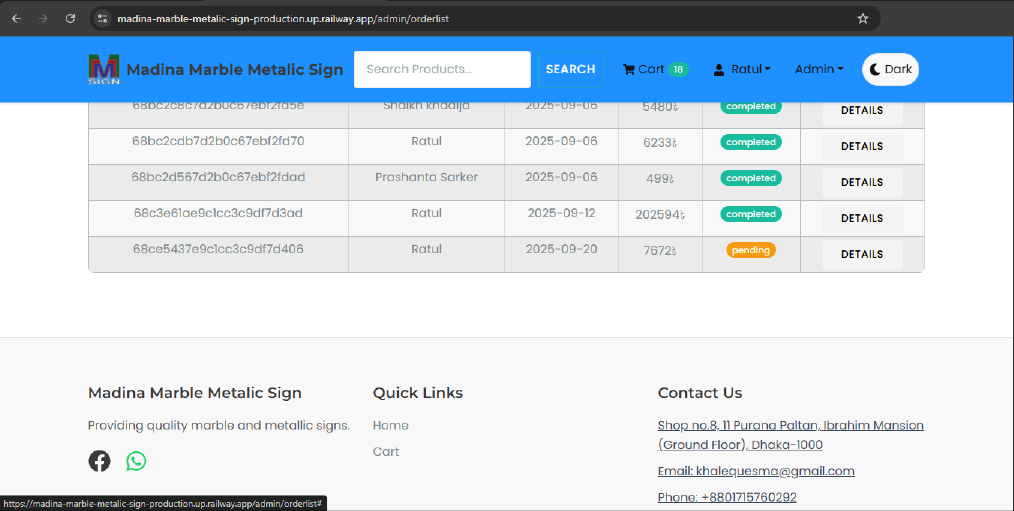 madina-marble-metalic-sign-production.up.railway.app/admin/orderlist
M
SIGN
Madina Marble Metalic Sign
Search Products...
SEARCH
Cart 18
Ratul
Admin
Dark
68bc2c8c7d2b0c67ebf2fa5e Shaikh khadija 2025-09-06 5480৳ completed DETAILS
68bc2cdb7d2b0c67ebf2fd70 Ratul 2025-09-06 6233৳ completed DETAILS
68bc2d567d2b0c67ebf2fdad Prashanta Sarker 2025-09-06 499৳ completed DETAILS
68c3e61ae9c1cc3c9df7d3ad Ratul 2025-09-12 202594৳ completed DETAILS
68ce5437e9c1cc3c9df7d406 Ratul 2025-09-20 7672৳ pending DETAILS
Madina Marble Metalic Sign
Providing quality marble and metallic signs.
Quick Links
Home
Cart
Contact Us
Shop no.8, 11 Purana Paltan, Ibrahim Mansion
(Ground Floor), Dhaka-1000
Email: khalequesma@gmail.com
Phone: +8801715760292
https://madina-marble-metalic-sign-production.up.railway.app/admin/orderlist#